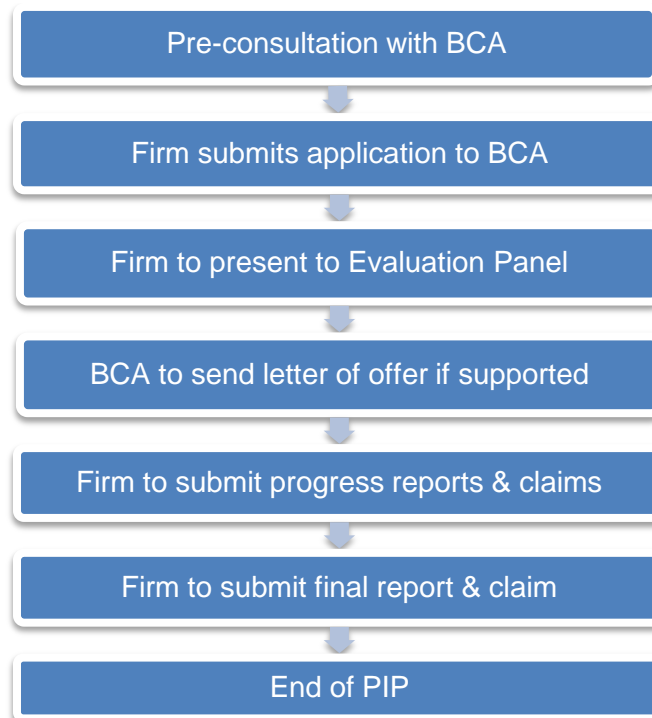 Pre-consultation with BCA
Firm submits application to BCA
Firm to present to Evaluation Panel
BCA to send letter of offer if supported
Firm to submit progress reports & claims
Firm to submit final report & claim
End of PIP